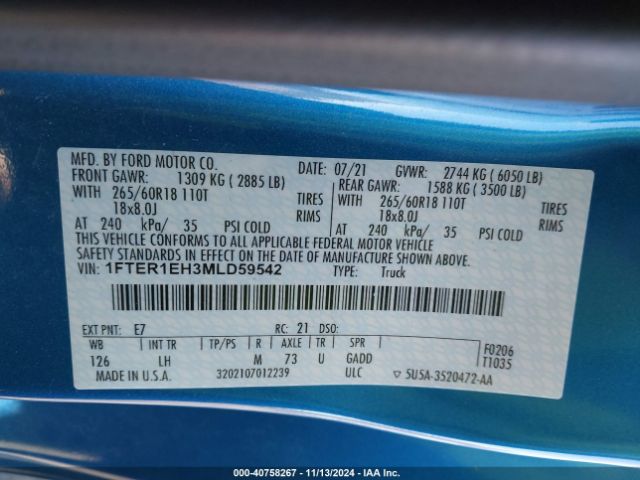 MFD. BY FORD MOTOR CO.
DATE: 07/21 GVWR: 2744 KG ( 6050 LB)
FRONT GAWR: 1309 KG ( 2885 LB)
REAR GAWR: 1588 KG ( 3500 LB)
WITH 265/60R18 110T TIRES
WITH 265/60R18 110T TIRES
18x8.0J RIMS
18x8.0J RIMS
AT 240 kPa/ 35 PSI COLD
AT 240 kPa/ 35 PSI COLD
THIS VEHICLE CONFORMS TO ALL APPLICABLE FEDERAL MOTOR VEHICLE
SAFETY STANDARDS IN EFFECT ON THE DATE OF MANUFACTURE SHOWN ABOVE.
VIN: 1FTER1EH3MLD59542 TYPE: Truck
EXT PNT: E7 RC: 21 DSO:
WB INT TR TP/PS R AXLE TR SPR
126 LH M 73 U GADD
F0206
T1035
MADE IN U.S.A. 3202107012239 ULC ▽ 5U5A-3520472-AA
000-40758267 - 11/13/2024 - IAA Inc.